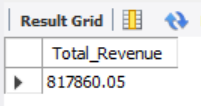 Result Grid
Total_Revenue
817860.05